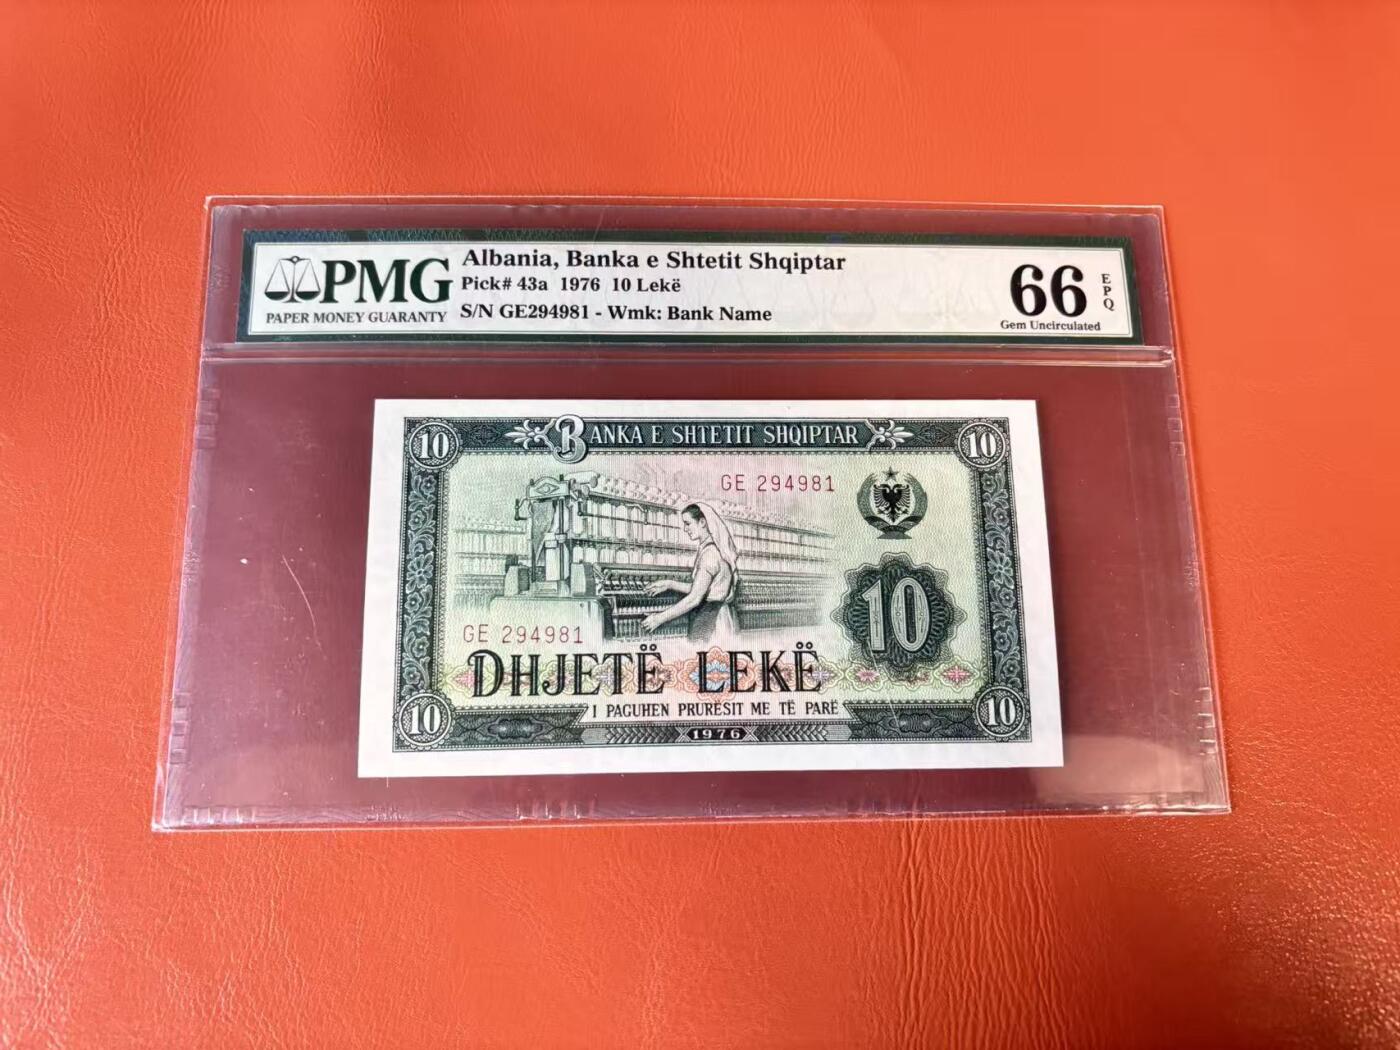 PMG
PAPER MONEY GUARANTY
Albania, Banka e Shtetit Shqiptar
Pick# 43a 1976 10 Lekë
S/N GE294981 - Wmk: Bank Name
66
EPQ
Gem Uncirculated
10
BANKA E SHTETIT SHQIPTAR
10
GE 294981
10
GE 294981
DHJETË LEKË
I PAGUHEN PRURËSIT ME TË PARË
10
1976
10